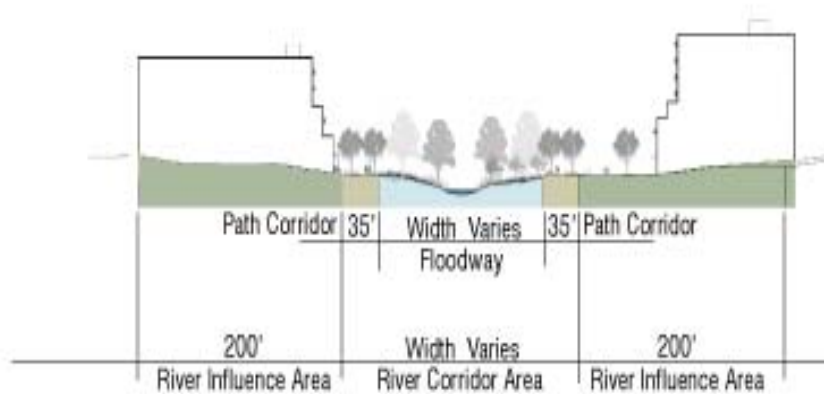 Path Corridor 35' Width Varies 35' Path Corridor
Floodway
200' Width Varies 200'
River Influence Area River Corridor Area River Influence Area